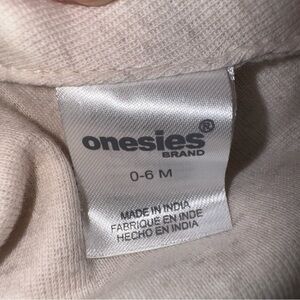 onesies®
BRAND
0-6 M
MADE IN INDIA
FABRIQUE EN INDE
HECHO EN INDIA